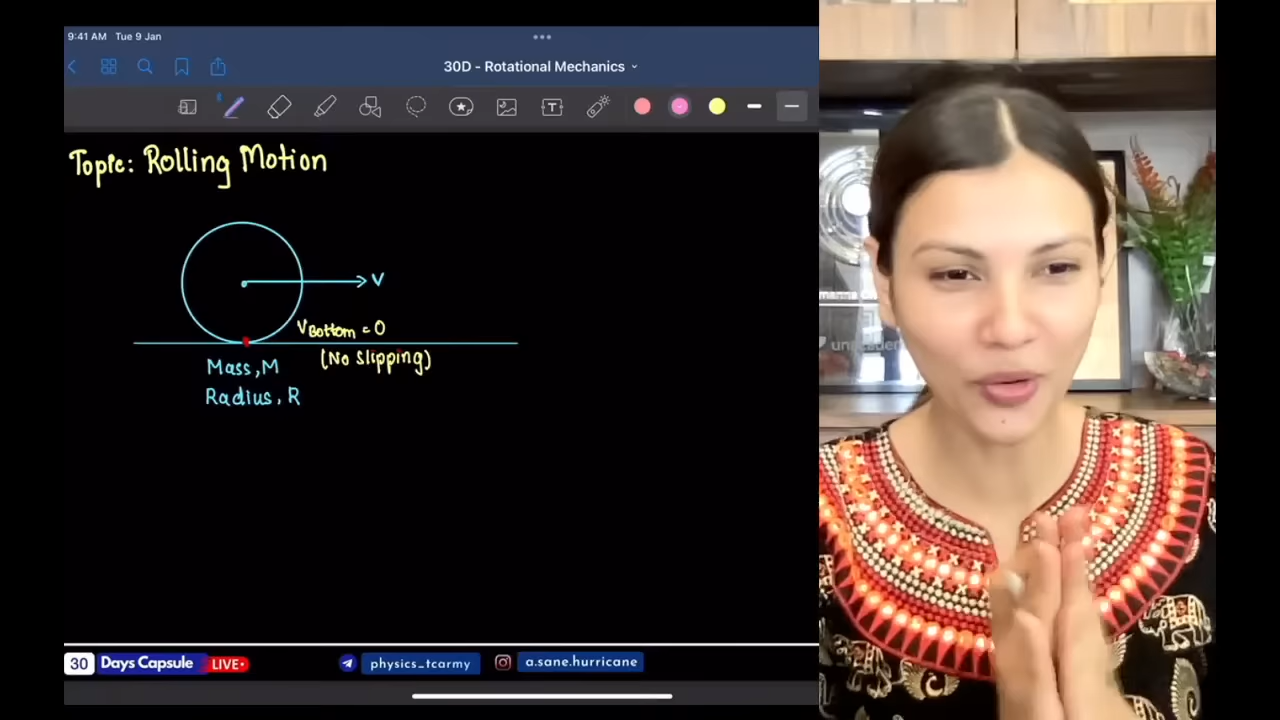 9:41 AM Tue 9 Jan
30D - Rotational Mechanics
T
Topic: Rolling Motion
V
VBottom = 0
(No Slipping)
Mass, M
Radius, R
30 Days Capsule LIVE
physics_tcarmy
a.sane.hurricane